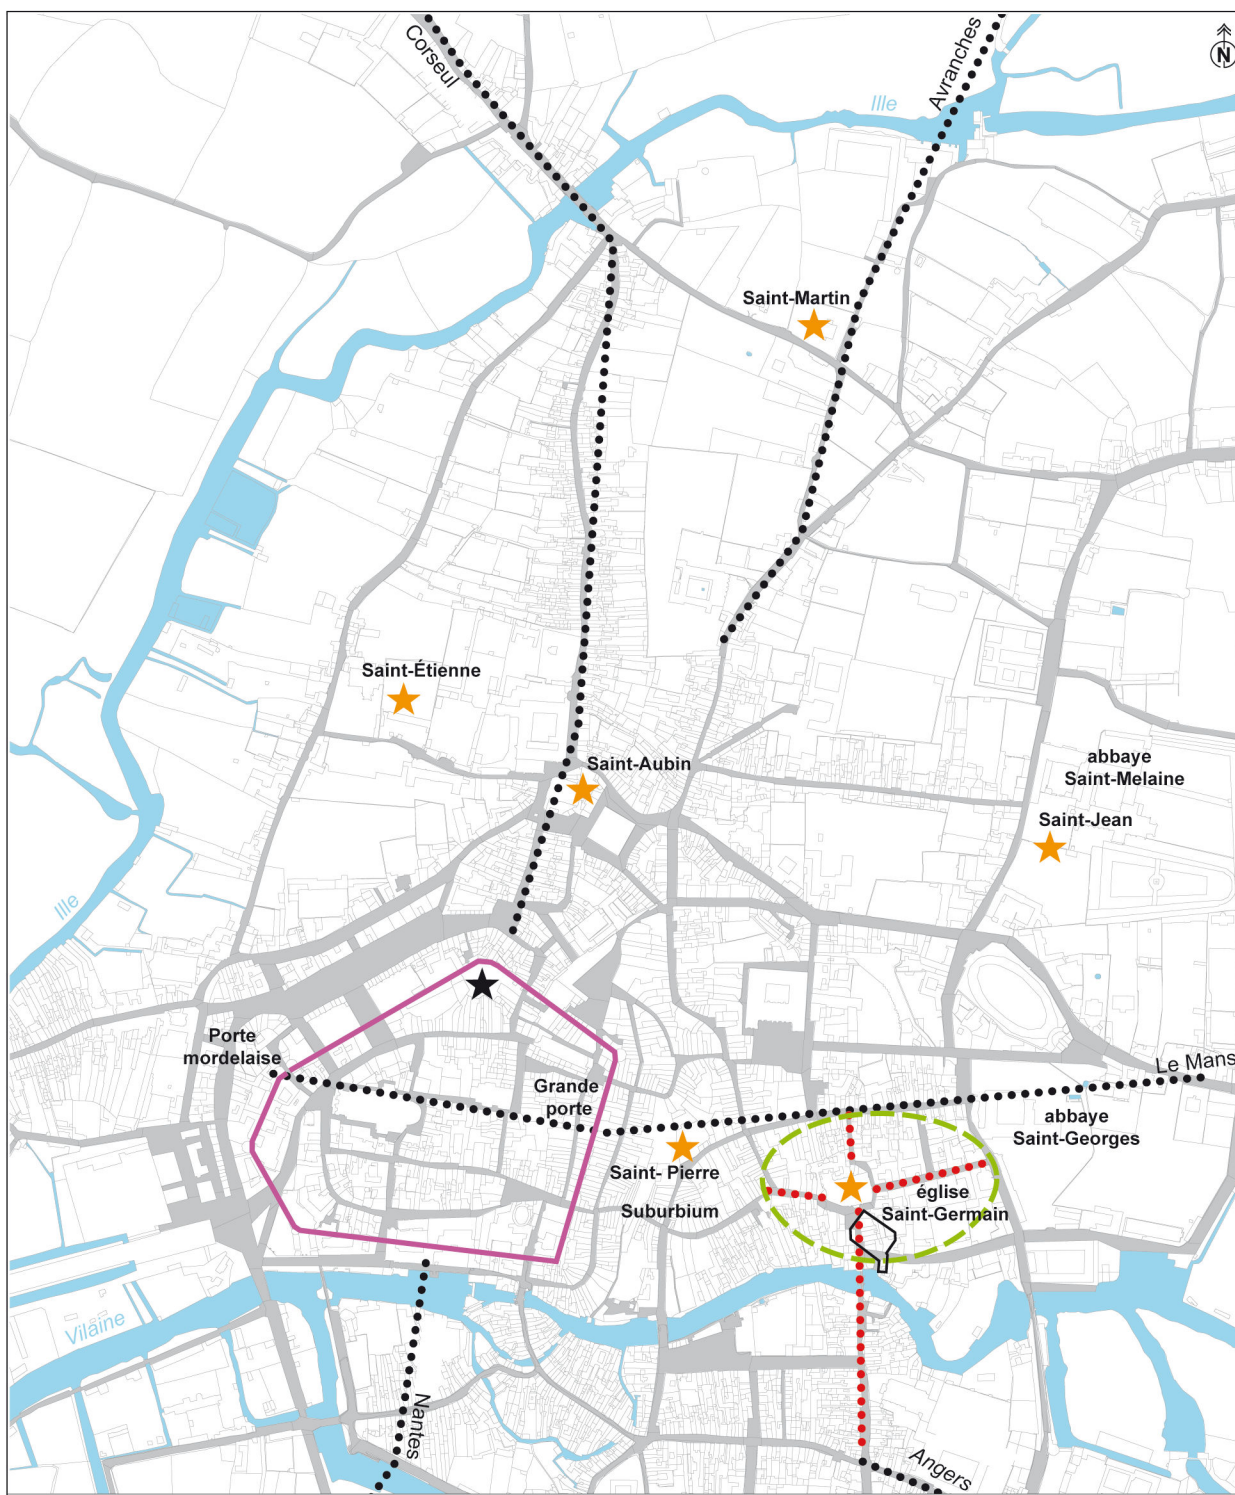 Corseul
Avranches
N
Ille
Saint-Martin
Saint-Étienne
Saint-Aubin
abbaye
Saint-Melaine
Saint-Jean
Ille
Porte
mordelaise
Grande
porte
Le Mans
abbaye
Saint-Georges
Saint- Pierre
Suburbium
église
Saint-Germain
Vilaine
Nantes
Angers